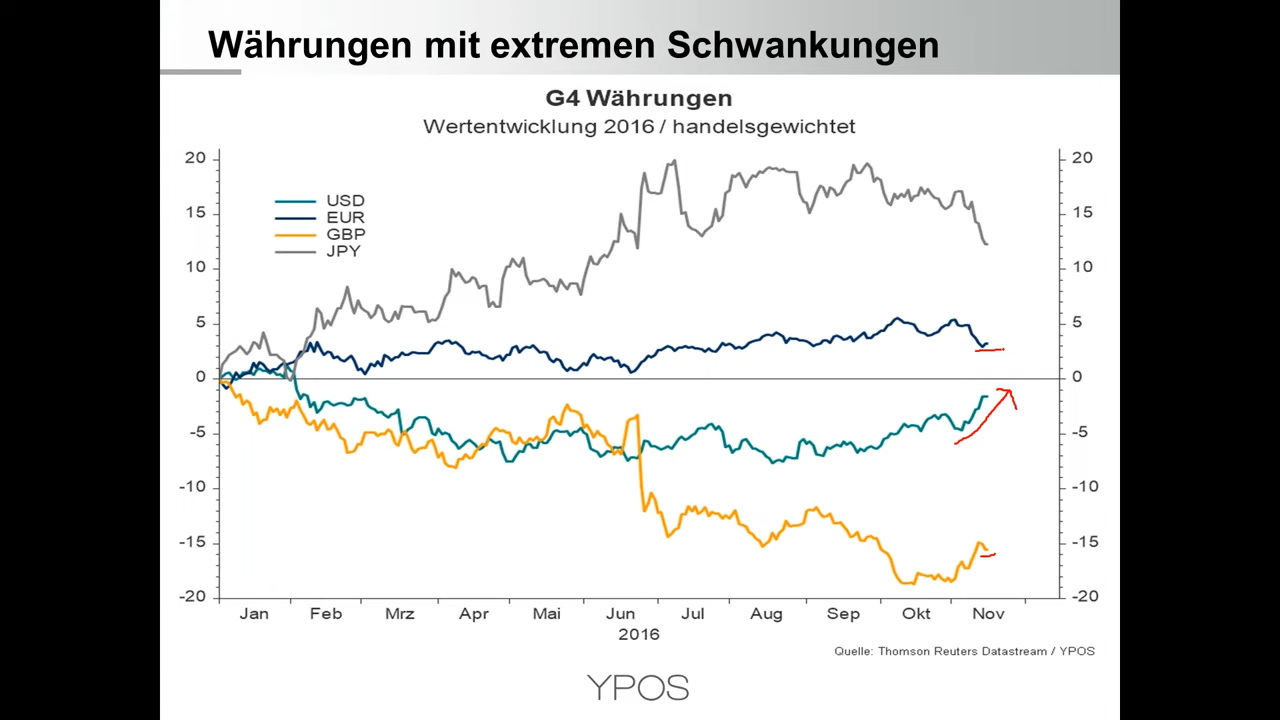 Währungen mit extremen Schwankungen
G4 Währungen
Wertentwicklung 2016 / handelsgewichtet
20 20
USD
EUR
GBP
JPY
15 15
10 10
5 5
0 0
-5 -5
-10 -10
-15 -15
-20 -20
Jan Feb Mrz Apr Mai Jun Jul Aug Sep Okt Nov
2016
Quelle: Thomson Reuters Datastream / YPOS
YPOS